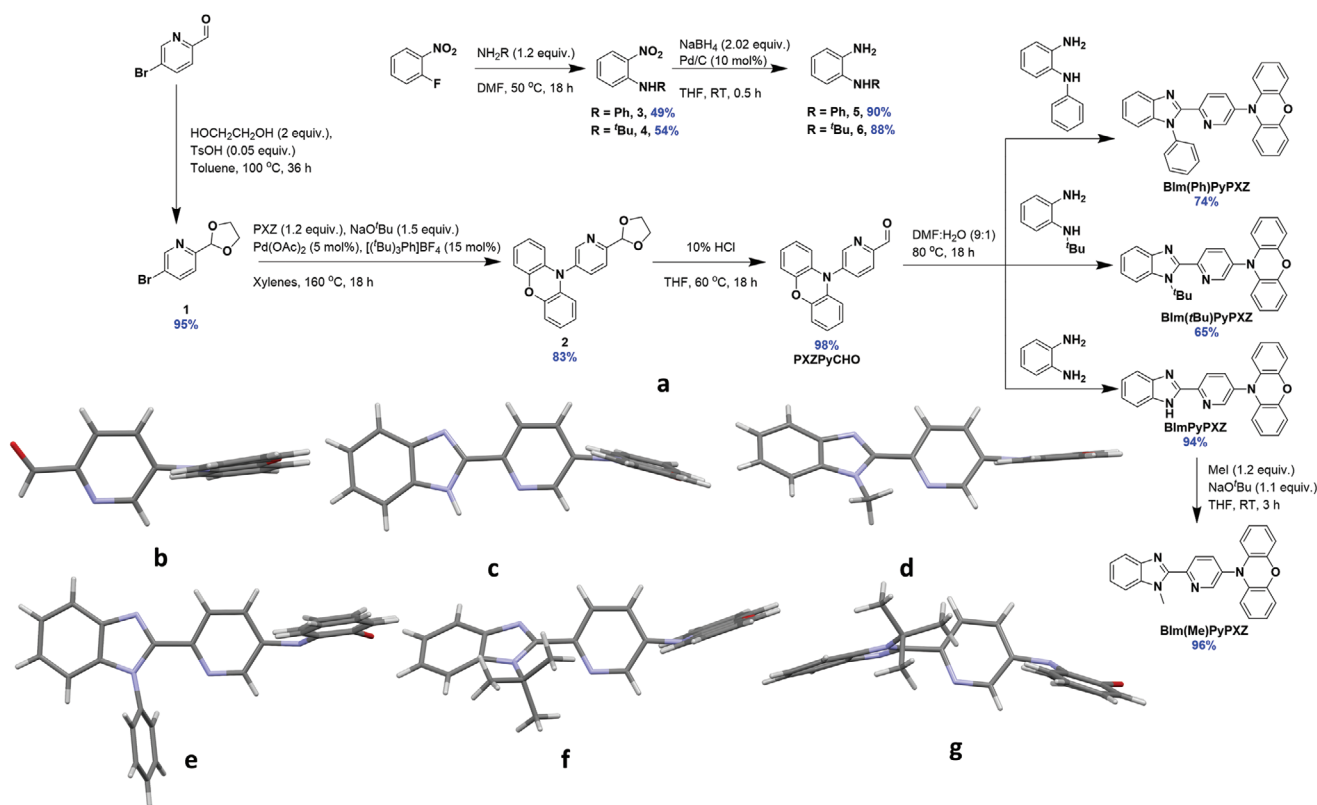 O
N
Br
NO2
F
NH2R (1.2 equiv.)
DMF, 50 °C, 18 h
NO2
NHR
R = Ph, 3, 49%
R = tBu, 4, 54%
NaBH4 (2.02 equiv.)
Pd/C (10 mol%)
THF, RT, 0.5 h
NH2
NHR
R = Ph, 5, 90%
R = tBu, 6, 88%
NH2
NH
N
N
N
N
O
BIm(Ph)PyPXZ
74%
HOCH2CH2OH (2 equiv.),
TsOH (0.05 equiv.)
Toluene, 100 °C, 36 h
O
O
N
Br
1
95%
PXZ (1.2 equiv.), NaOtBu (1.5 equiv.)
Pd(OAc)2 (5 mol%), [(tBu)3Ph]BF4 (15 mol%)
Xylenes, 160 °C, 18 h
O
O
N
N
O
2
83%
10% HCl
THF, 60 °C, 18 h
O
N
N
O
98%
PXZPyCHO
DMF:H2O (9:1)
80 °C, 18 h
NH2
NH
tBu
N
N
N
N
O
tBu
BIm(tBu)PyPXZ
65%
NH2
NH2
N
N
H
N
N
O
BImPyPXZ
94%
MeI (1.2 equiv.)
NaOtBu (1.1 equiv.)
THF, RT, 3 h
N
N
N
N
O
BIm(Me)PyPXZ
96%
a
b
c
d
e
f
g